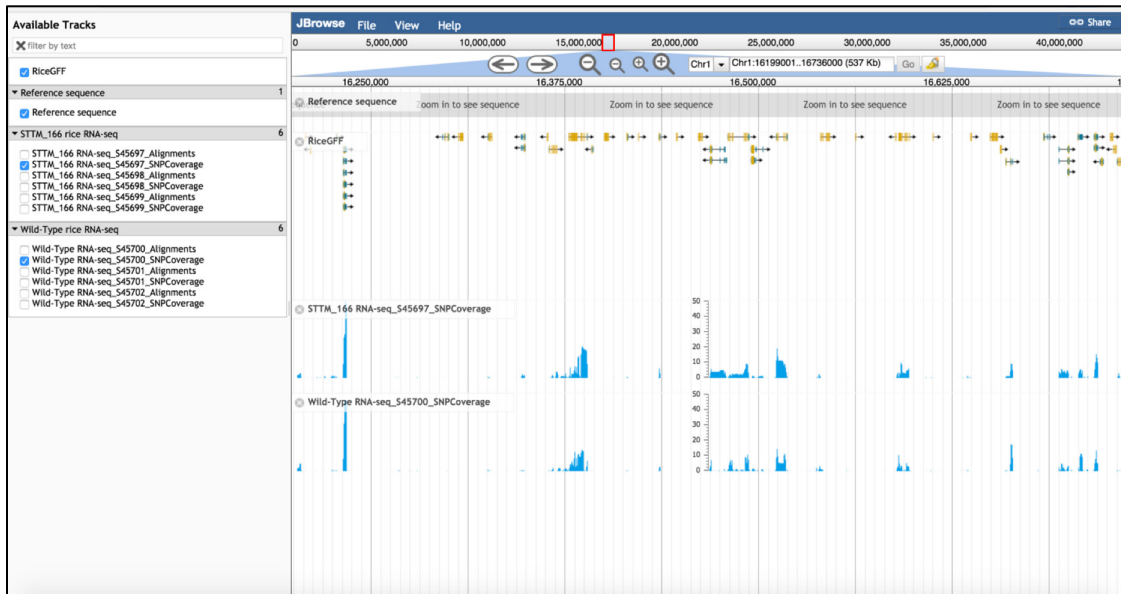 Available Tracks
filter by text
RiceGFF
Reference sequence 1
Reference sequence
STTM_166 rice RNA-seq 6
STTM_166 RNA-seq_S45697_Alignments
STTM_166 RNA-seq_S45697_SNPCoverage
STTM_166 RNA-seq_S45698_Alignments
STTM_166 RNA-seq_S45698_SNPCoverage
STTM_166 RNA-seq_S45699_Alignments
STTM_166 RNA-seq_S45699_SNPCoverage
Wild-Type rice RNA-seq 6
Wild-Type RNA-seq_S45700_Alignments
Wild-Type RNA-seq_S45700_SNPCoverage
Wild-Type RNA-seq_S45701_Alignments
Wild-Type RNA-seq_S45701_SNPCoverage
Wild-Type RNA-seq_S45702_Alignments
Wild-Type RNA-seq_S45702_SNPCoverage
JBrowse File View Help Share
0 5,000,000 10,000,000 15,000,000 20,000,000 25,000,000 30,000,000 35,000,000 40,000,000
Chr1 Chr1:16199001..16736000 (537 Kb) Go
16,250,000 16,375,000 16,500,000 16,625,000
Reference sequence Zoom in to see sequence Zoom in to see sequence Zoom in to see sequence Zoom in to see sequence
RiceGFF
STTM_166 RNA-seq_S45697_SNPCoverage
50
40
30
20
10
0
Wild-Type RNA-seq_S45700_SNPCoverage
50
40
30
20
10
0